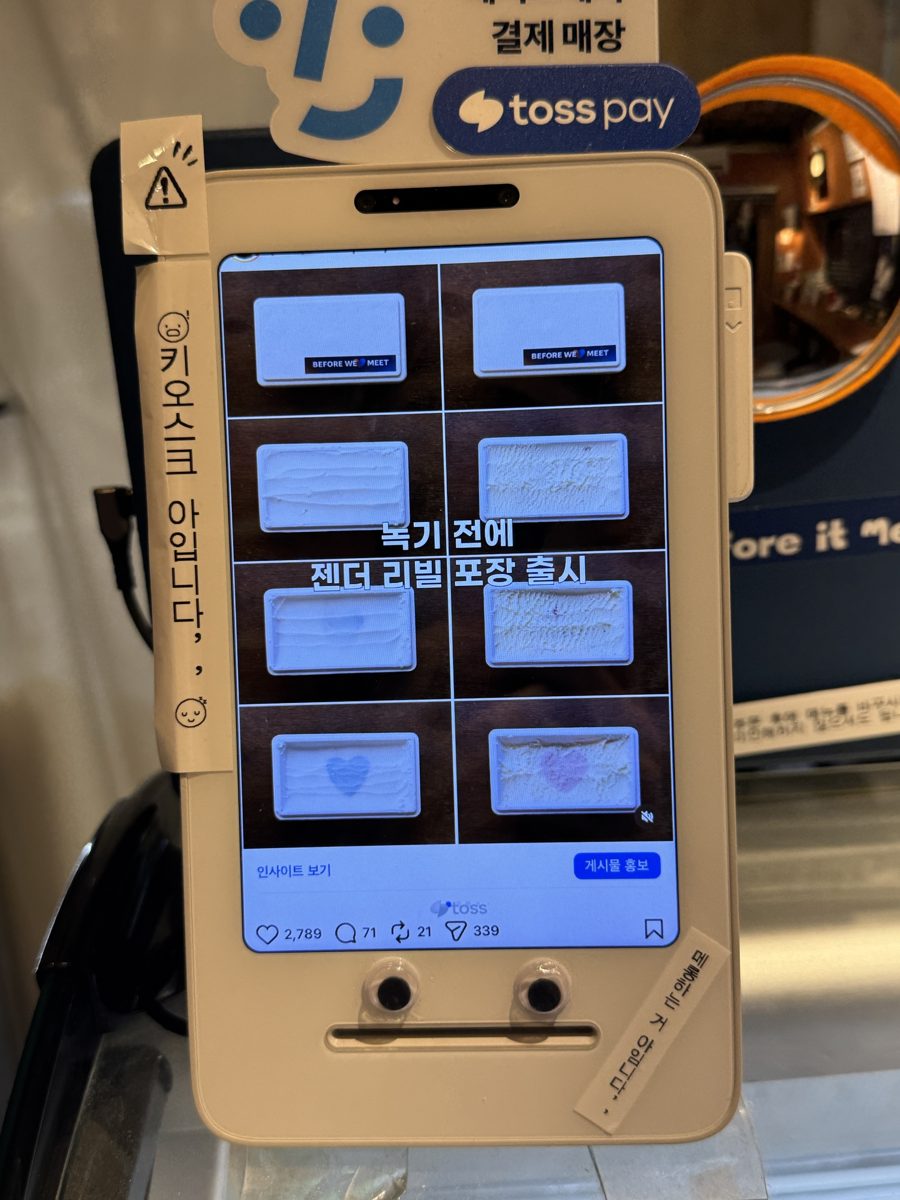 결제 매장
toss pay
키오스크 아입니다,,
BEFORE WE MEET
BEFORE WE MEET
녹기 전에
젠더 리빌 포장 출시
인사이트 보기
게시물 홍보
toss
2,789
71
21
339
fore it Me